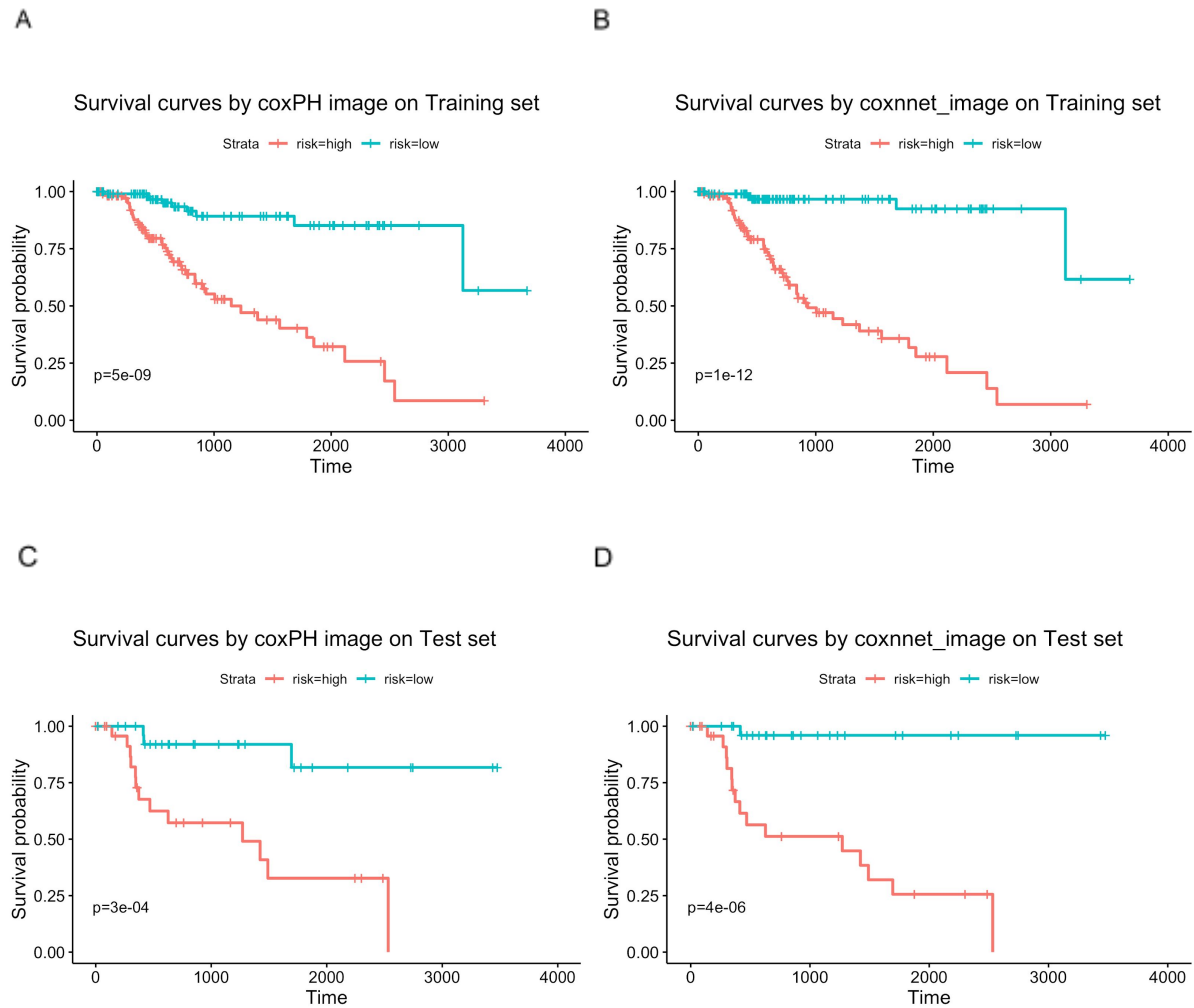 A
Survival curves by coxPH image on Training set
Strata risk=high risk=low
Survival probability
1.00
0.75
0.50
0.25
0.00
p=5e-09
0 1000 2000 3000 4000
Time
B
Survival curves by coxnnet_image on Training set
Strata risk=high risk=low
Survival probability
1.00
0.75
0.50
0.25
0.00
p=1e-12
0 1000 2000 3000 4000
Time
C
Survival curves by coxPH image on Test set
Strata risk=high risk=low
Survival probability
1.00
0.75
0.50
0.25
0.00
p=3e-04
0 1000 2000 3000 4000
Time
D
Survival curves by coxnnet_image on Test set
Strata risk=high risk=low
Survival probability
1.00
0.75
0.50
0.25
0.00
p=4e-06
0 1000 2000 3000 4000
Time